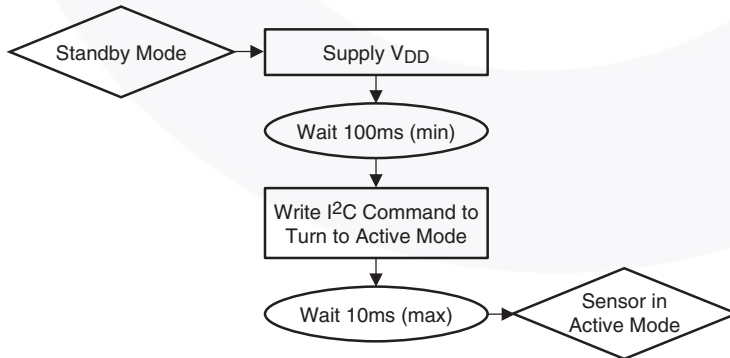 Standby Mode
Supply VDD
Wait 100ms (min)
Write I2C Command to
Turn to Active Mode
Wait 10ms (max)
Sensor in
Active Mode